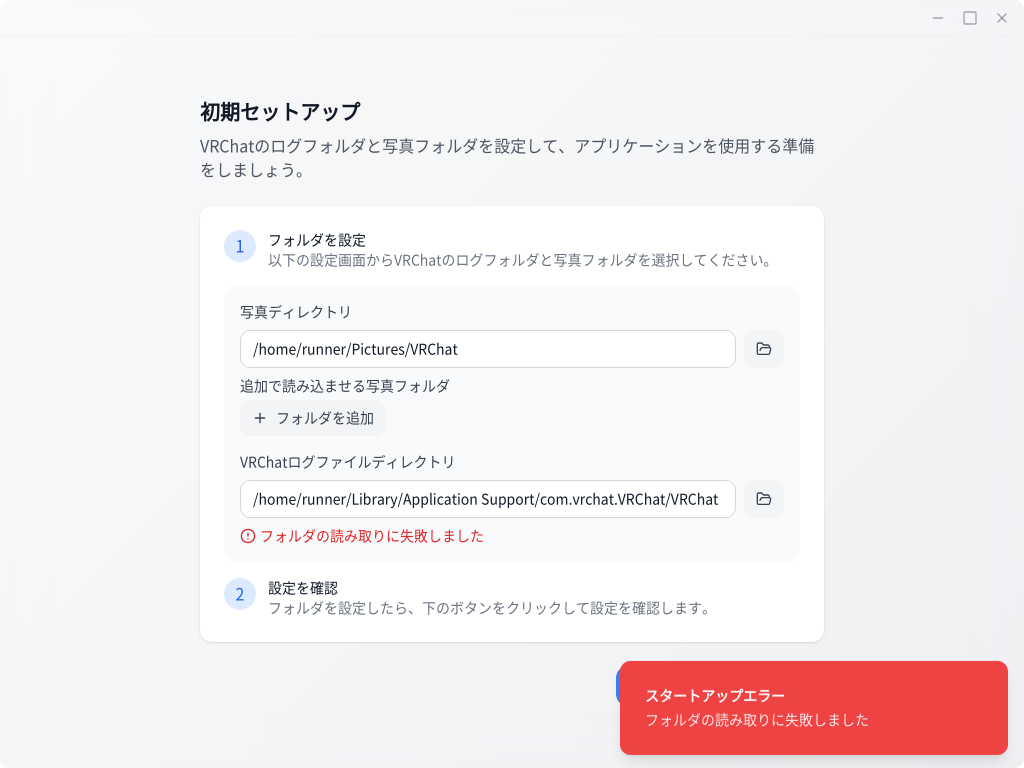 初期セットアップ
VRChatのログフォルダと写真フォルダを設定して、アプリケーションを使用する準備
をしましょう。
1
フォルダを設定
以下の設定画面からVRChatのログフォルダと写真フォルダを選択してください。
写真ディレクトリ
/home/runner/Pictures/VRChat
追加で読み込ませる写真フォルダ
フォルダを追加
VRChatログファイルディレクトリ
/home/runner/Library/Application Support/com.vrchat.VRChat/VRChat
フォルダの読み取りに失敗しました
2
設定を確認
フォルダを設定したら、下のボタンをクリックして設定を確認します。
スタートアップエラー
フォルダの読み取りに失敗しました